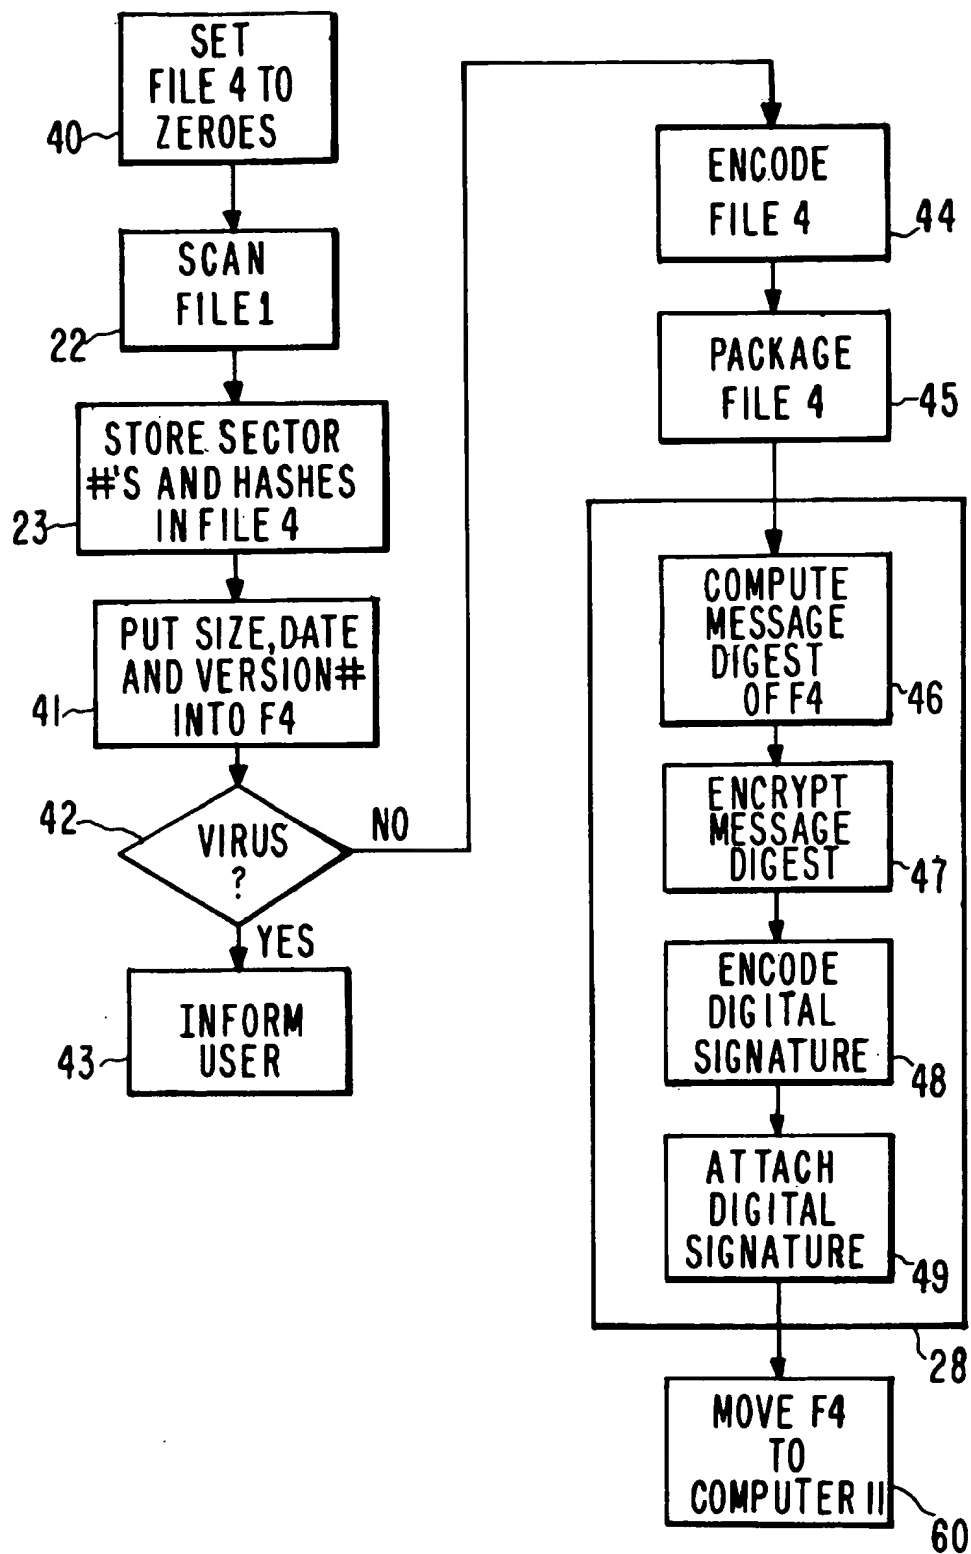 SET
FILE 4 TO
ZEROES
40
SCAN
FILE 1
22
STORE SECTOR
#'S AND HASHES
IN FILE 4
23
PUT SIZE, DATE
AND VERSION #
INTO F4
41
42
VIRUS
?
NO
YES
INFORM
USER
43
ENCODE
FILE 4
44
PACKAGE
FILE 4
45
COMPUTE
MESSAGE
DIGEST
OF F4
46
ENCRYPT
MESSAGE
DIGEST
47
ENCODE
DIGITAL
SIGNATURE
48
ATTACH
DIGITAL
SIGNATURE
49
28
MOVE F4
TO
COMPUTER 11
60